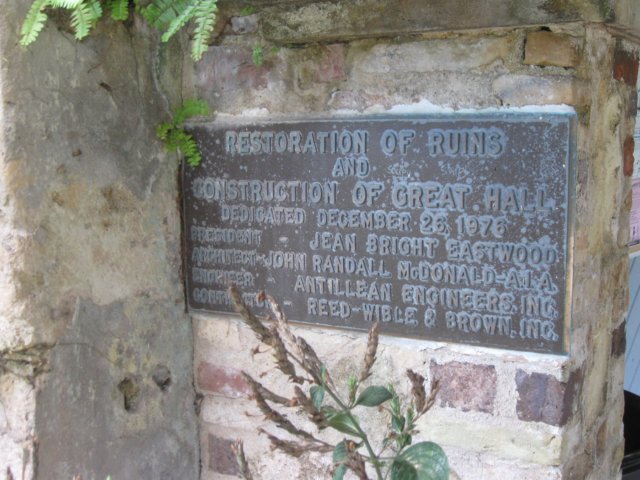 RESTORATION OF RUINS
AND
CONSTRUCTION OF GREAT HALL
DEDICATED DECEMBER 26, 1976
PRESIDENT - JEAN BRIGHT EASTWOOD
ARCHITECT-JOHN RANDALL McDONALD-A.I.A.
ENGINEER - ANTILLEAN ENGINEERS, INC.
- REED-WIBLE & BROWN, INC.